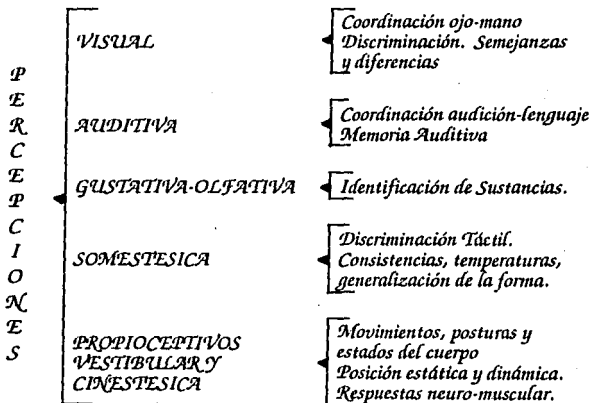 PERCEPCIONES
VISUAL
Coordinación ojo-mano
Discriminación. Semejanzas
y diferencias
AUDITIVA
Coordinación audición-lenguaje
Memoria Auditiva
GUSTATIVA-OLFATIVA
Identificación de Sustancias.
SOMESTESICA
Discriminación Táctil.
Consistencias, temperaturas,
generalización de la forma.
PROPIOCEPTIVOS
VESTIBULAR Y
CINESTESICA
Movimientos, posturas y
estados del cuerpo
Posición estática y dinámica.
Respuestas neuro-muscular.